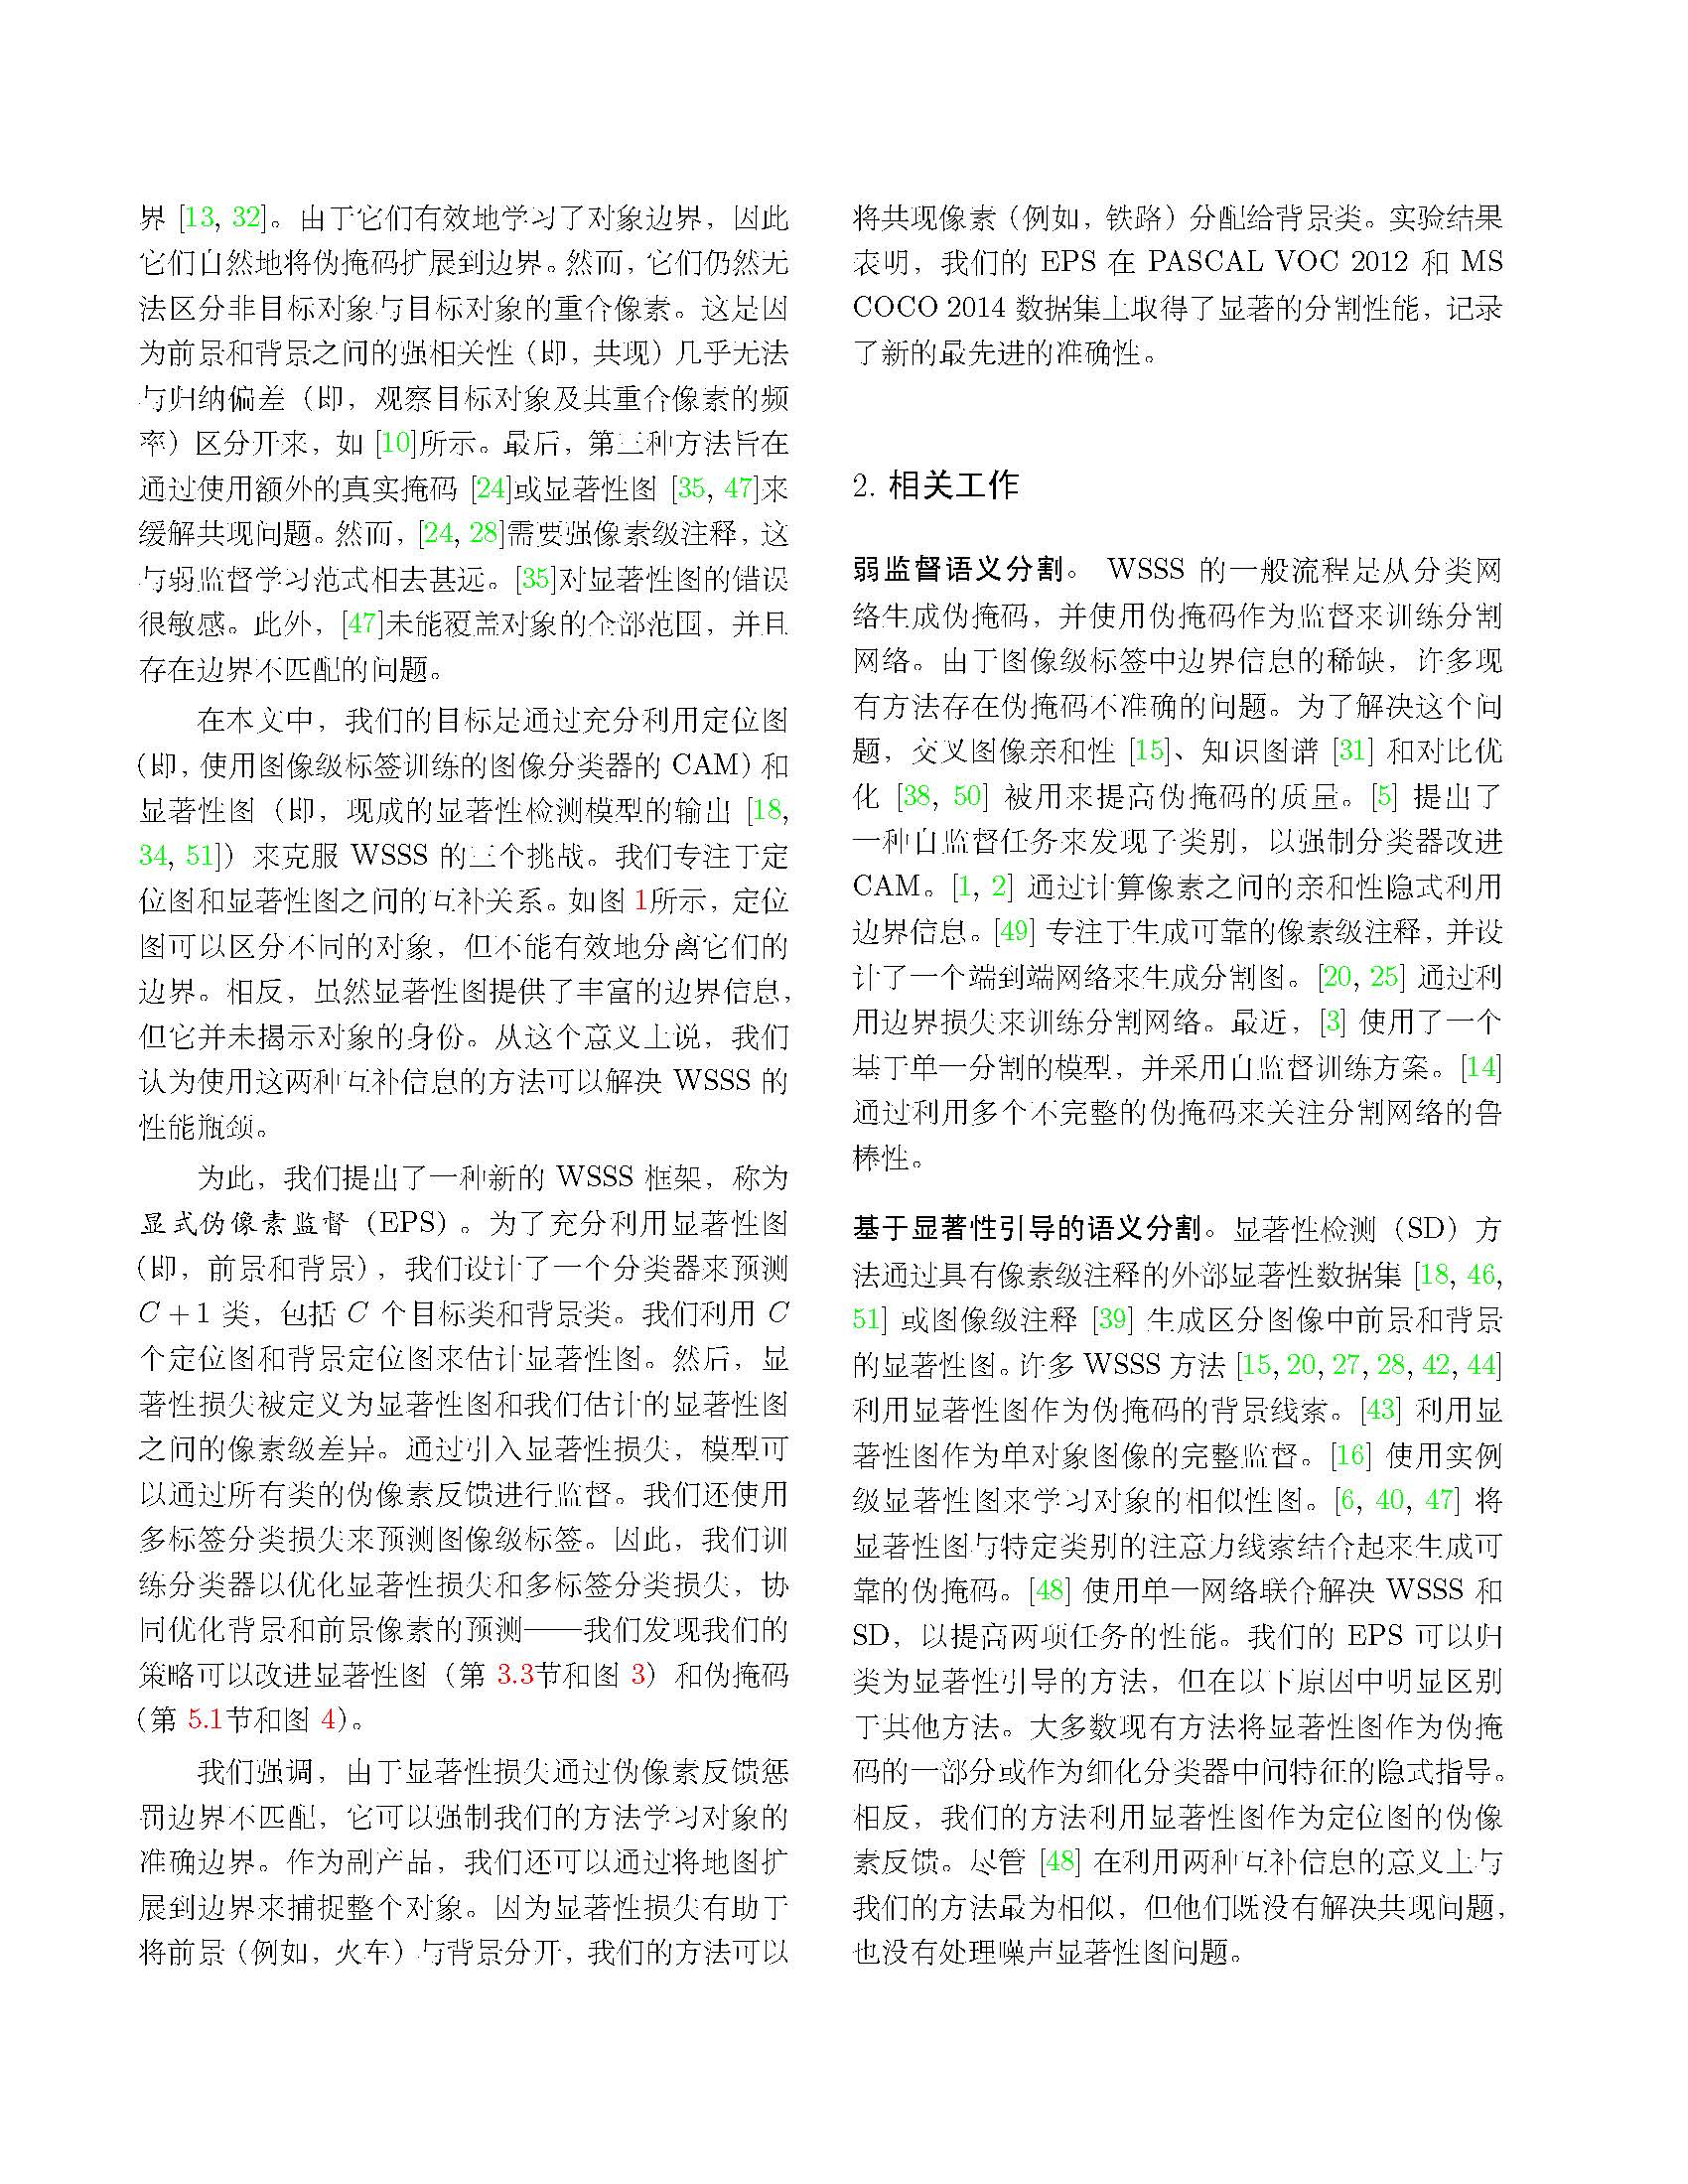 界 [13, 32]。由于它们有效地学习了对象边界，因此
它们自然地将伪掩码扩展到边界。然而，它们仍然无
法区分非目标对象与目标对象的重合像素。这是因
为前景和背景之间的强相关性（即，共现）几乎无法
与归纳偏差（即，观察目标对象及其重合像素的频
率）区分开来，如 [10]所示。最后，第三种方法旨在
通过使用额外的真实掩码 [24]或显著性图 [35, 47]来
缓解共现问题。然而，[24, 28]需要强像素级注释，这
与弱监督学习范式相去甚远。[35]对显著性图的错误
很敏感。此外，[47]未能覆盖对象的全部范围，并且
存在边界不匹配的问题。
在本文中，我们的目标是通过充分利用定位图
（即，使用图像级标签训练的图像分类器的 CAM）和
显著性图（即，现成的显著性检测模型的输出 [18,
34, 51]）来克服 WSSS 的三个挑战。我们专注于定
位图和显著性图之间的互补关系。如图 1所示，定位
图可以区分不同的对象，但不能有效地分离它们的
边界。相反，虽然显著性图提供了丰富的边界信息，
但它并未揭示对象的身份。从这个意义上说，我们
认为使用这两种互补信息的方法可以解决 WSSS 的
性能瓶颈。
为此，我们提出了一种新的 WSSS 框架，称为
显式伪像素监督（EPS）。为了充分利用显著性图
（即，前景和背景），我们设计了一个分类器来预测
C + 1 类，包括 C 个目标类和背景类。我们利用 C
个定位图和背景定位图来估计显著性图。然后，显
著性损失被定义为显著性图和我们估计的显著性图
之间的像素级差异。通过引入显著性损失，模型可
以通过所有类的伪像素反馈进行监督。我们还使用
多标签分类损失来预测图像级标签。因此，我们训
练分类器以优化显著性损失和多标签分类损失，协
同优化背景和前景像素的预测——我们发现我们的
策略可以改进显著性图（第 3.3节和图 3）和伪掩码
（第 5.1节和图 4）。
我们强调，由于显著性损失通过伪像素反馈惩
罚边界不匹配，它可以强制我们的方法学习对象的
准确边界。作为副产品，我们还可以通过将地图扩
展到边界来捕捉整个对象。因为显著性损失有助于
将前景（例如，火车）与背景分开，我们的方法可以
将共现像素（例如，铁路）分配给背景类。实验结果
表明，我们的 EPS 在 PASCAL VOC 2012 和 MS
COCO 2014 数据集上取得了显著的分割性能，记录
了新的最先进的准确性。
2. 相关工作
弱监督语义分割。 WSSS 的一般流程是从分类网
络生成伪掩码，并使用伪掩码作为监督来训练分割
网络。由于图像级标签中边界信息的稀缺，许多现
有方法存在伪掩码不准确的问题。为了解决这个问
题，交叉图像亲和性 [15]、知识图谱 [31] 和对比优
化 [38, 50] 被用来提高伪掩码的质量。[5] 提出了
一种自监督任务来发现子类别，以强制分类器改进
CAM。[1, 2] 通过计算像素之间的亲和性隐式利用
边界信息。[49] 专注于生成可靠的像素级注释，并设
计了一个端到端网络来生成分割图。[20, 25] 通过利
用边界损失来训练分割网络。最近，[3] 使用了一个
基于单一分割的模型，并采用自监督训练方案。[14]
通过利用多个不完整的伪掩码来关注分割网络的鲁
棒性。
基于显著性引导的语义分割。显著性检测（SD）方
法通过具有像素级注释的外部显著性数据集 [18, 46,
51] 或图像级注释 [39] 生成区分图像中前景和背景
的显著性图。许多 WSSS 方法 [15, 20, 27, 28, 42, 44]
利用显著性图作为伪掩码的背景线索。[43] 利用显
著性图作为单对象图像的完整监督。[16] 使用实例
级显著性图来学习对象的相似性图。[6, 40, 47] 将
显著性图与特定类别的注意力线索结合起来生成可
靠的伪掩码。[48] 使用单一网络联合解决 WSSS 和
SD，以提高两项任务的性能。我们的 EPS 可以归
类为显著性引导的方法，但在以下原因中明显区别
于其他方法。大多数现有方法将显著性图作为伪掩
码的一部分或作为细化分类器中间特征的隐式指导。
相反，我们的方法利用显著性图作为定位图的伪像
素反馈。尽管 [48] 在利用两种互补信息的意义上与
我们的方法最为相似，但他们既没有解决共现问题，
也没有处理噪声显著性图问题。